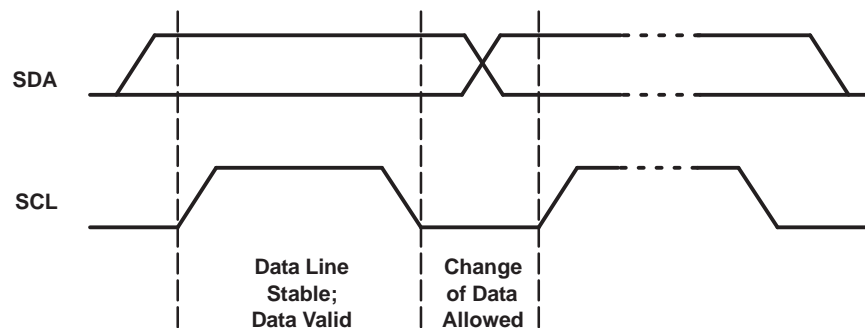 SDA
SCL
Data Line
Stable;
Data Valid
Change
of Data
Allowed